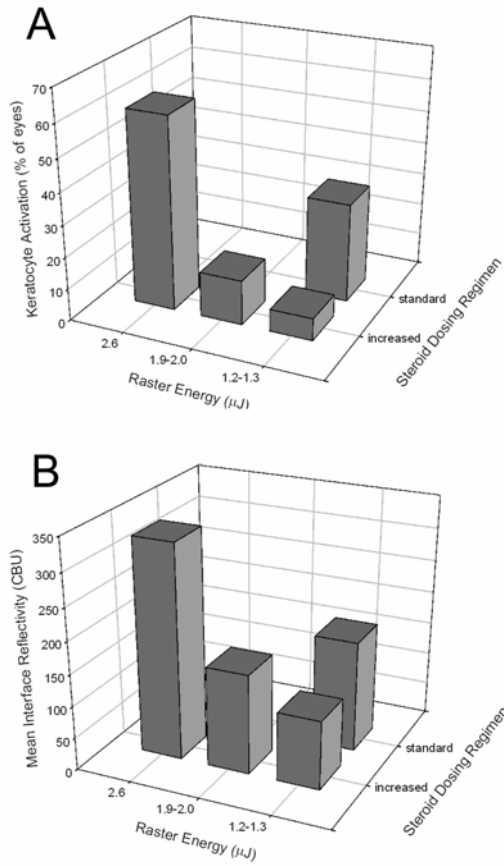 A
Keratocyte Activation (% of eyes)
70
60
50
40
30
20
10
0
2.6
1.9-2.0
1.2-1.3
Raster Energy (μJ)
standard
increased
Steroid Dosing Regimen
B
Mean Interface Reflectivity (CBU)
350
300
250
200
150
100
50
0
2.6
1.9-2.0
1.2-1.3
Raster Energy (μJ)
standard
increased
Steroid Dosing Regimen